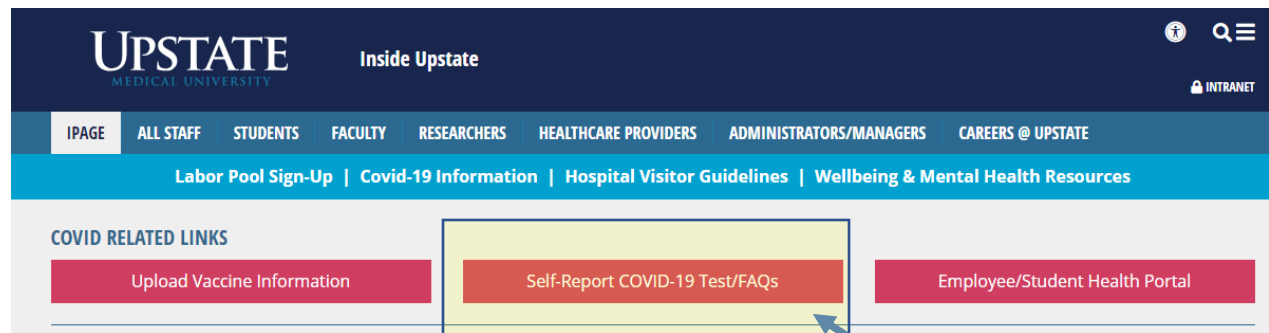 UPSTATE
MEDICAL UNIVERSITY
Inside Upstate
INTRANET
IPAGE ALL STAFF STUDENTS FACULTY RESEARCHERS HEALTHCARE PROVIDERS ADMINISTRATORS/MANAGERS CAREERS @ UPSTATE
Labor Pool Sign-Up | Covid-19 Information | Hospital Visitor Guidelines | Wellbeing & Mental Health Resources
COVID RELATED LINKS
Upload Vaccine Information Self-Report COVID-19 Test/FAQs Employee/Student Health Portal